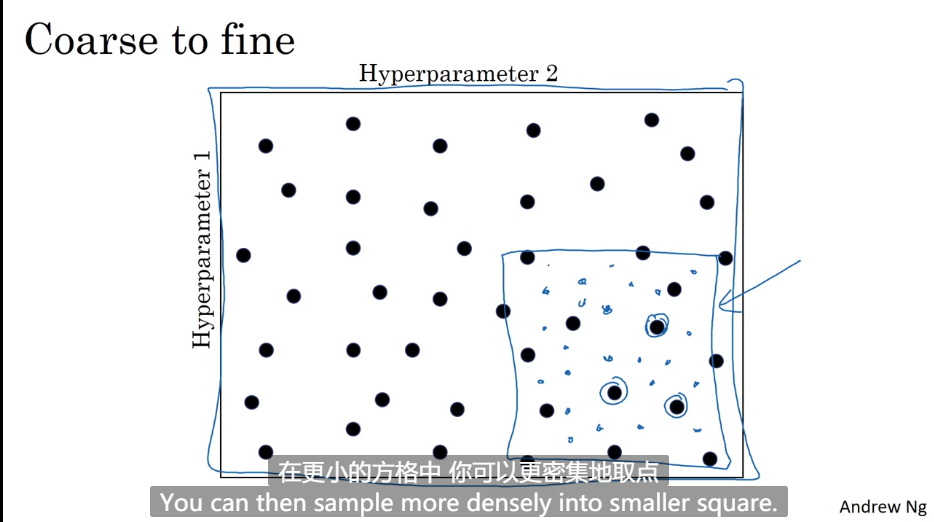 Coarse to fine
Hyperparameter 2
Hyperparameter 1
在更小的方格中 你可以更密集地取点
You can then sample more densely into smaller square.
Andrew Ng